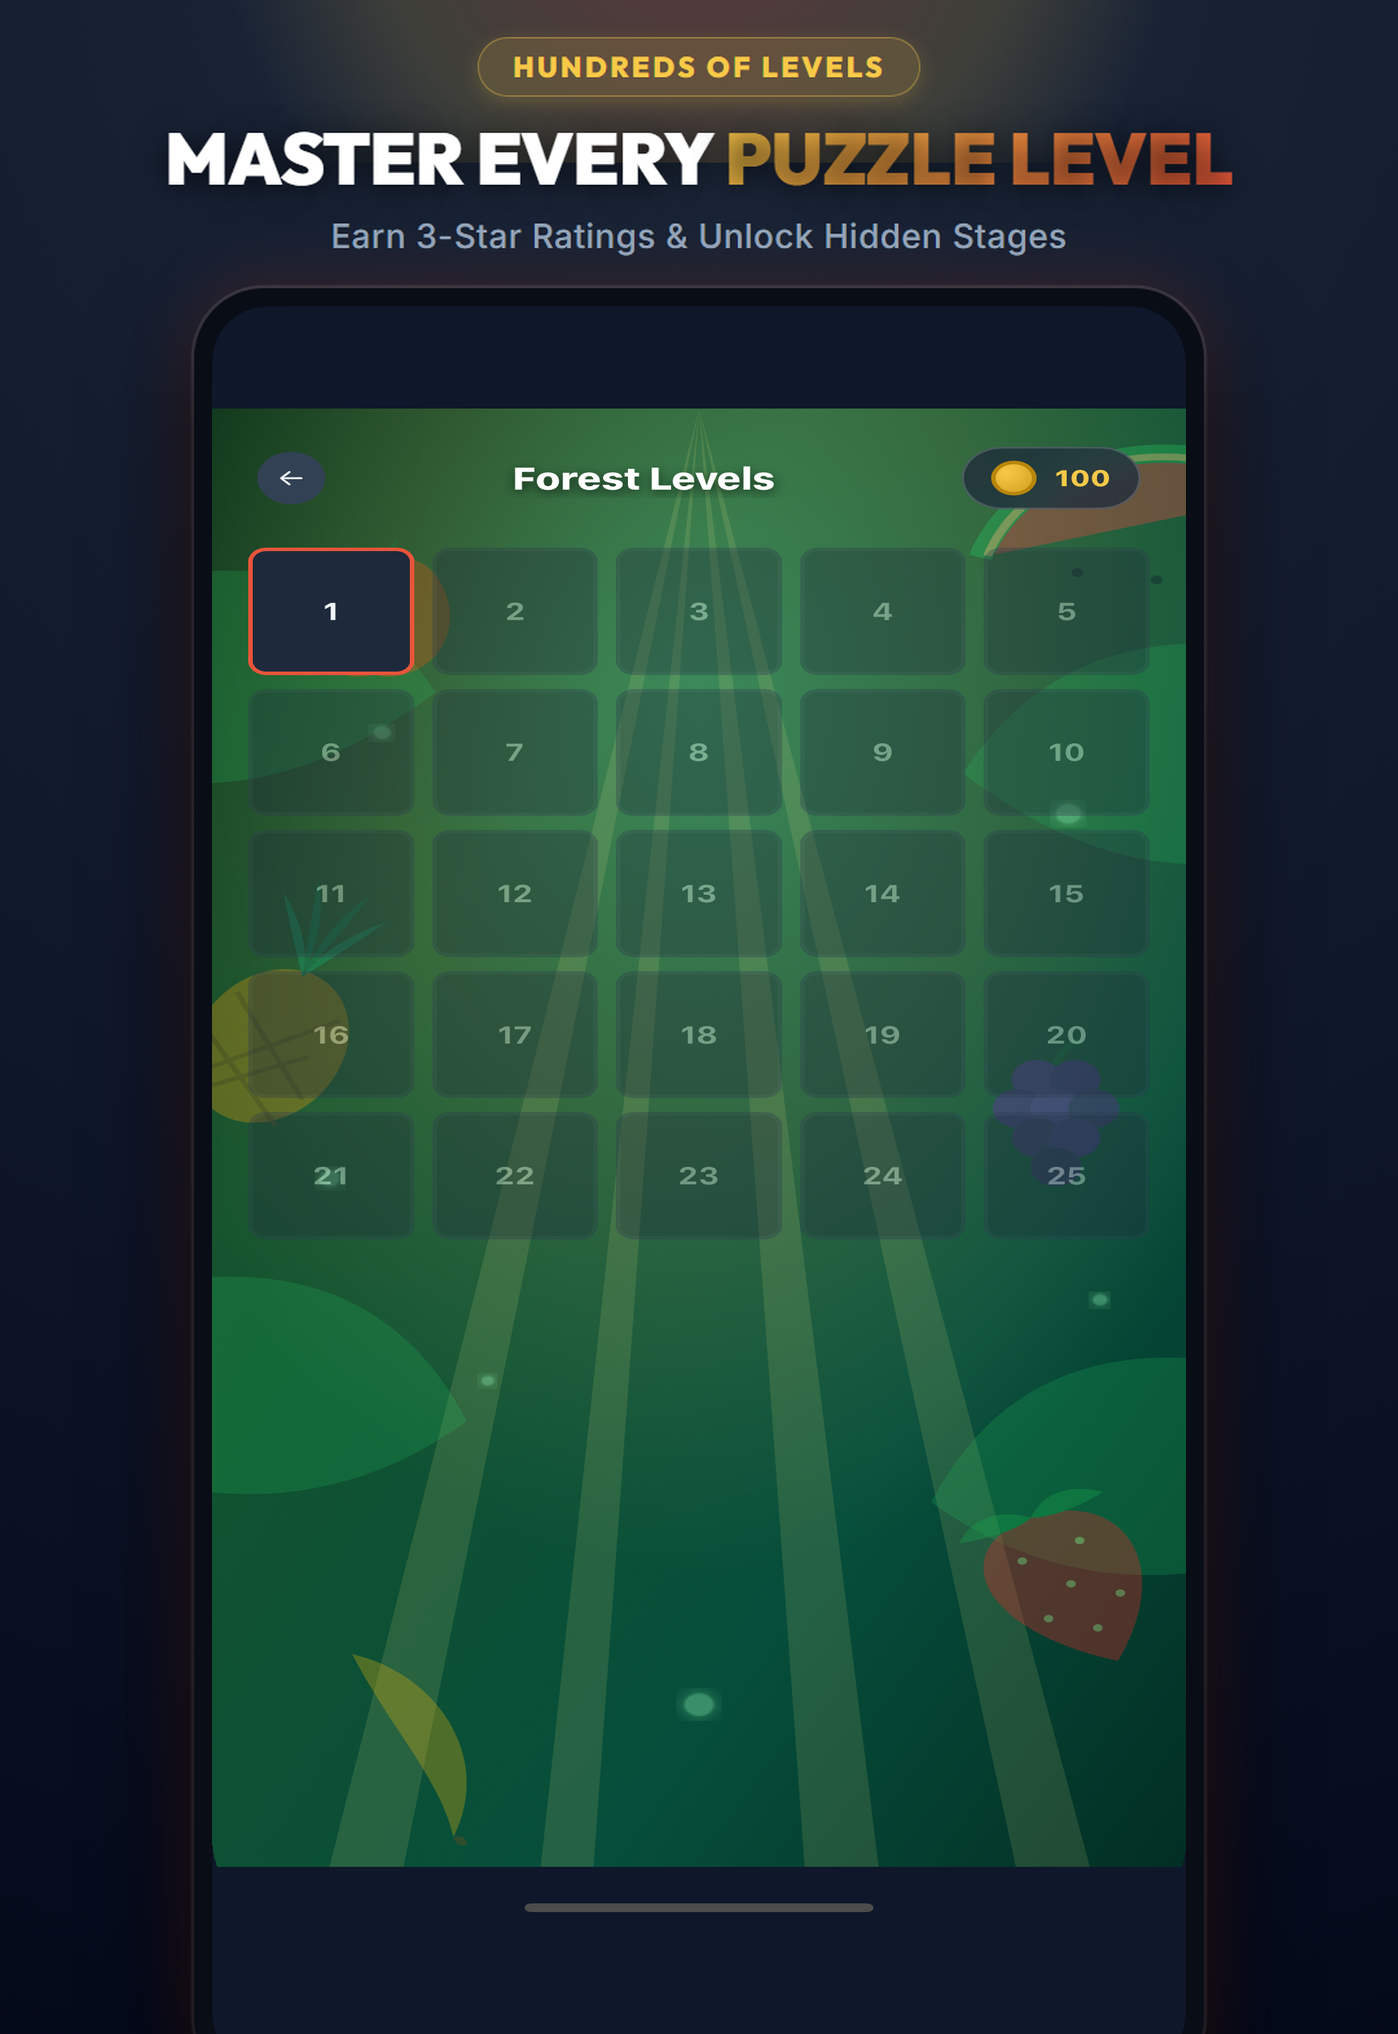 HUNDREDS OF LEVELS
MASTER EVERY PUZZLE LEVEL
Earn 3-Star Ratings & Unlock Hidden Stages
Forest Levels 100
1 2 3 4 5
6 7 8 9 10
11 12 13 14 15
16 17 18 19 20
21 22 23 24 25